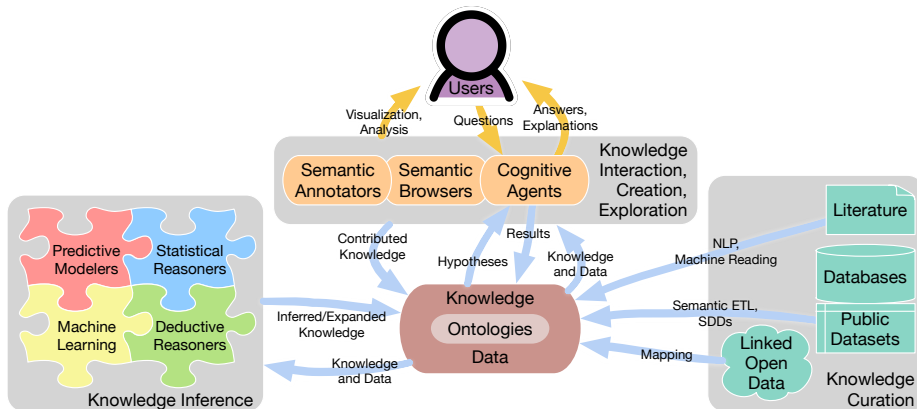 Users
Visualization,
Analysis
Questions
Answers,
Explanations
Semantic
Annotators
Semantic
Browsers
Cognitive
Agents
Knowledge
Interaction,
Creation,
Exploration
Contributed
Knowledge
Hypotheses
Results
Knowledge
and Data
Predictive
Modelers
Statistical
Reasoners
Machine
Learning
Deductive
Reasoners
Knowledge Inference
Inferred/Expanded
Knowledge
Knowledge
and Data
Knowledge
Ontologies
Data
NLP,
Machine Reading
Semantic ETL,
SDDs
Mapping
Literature
Databases
Public
Datasets
Linked
Open
Data
Knowledge
Curation